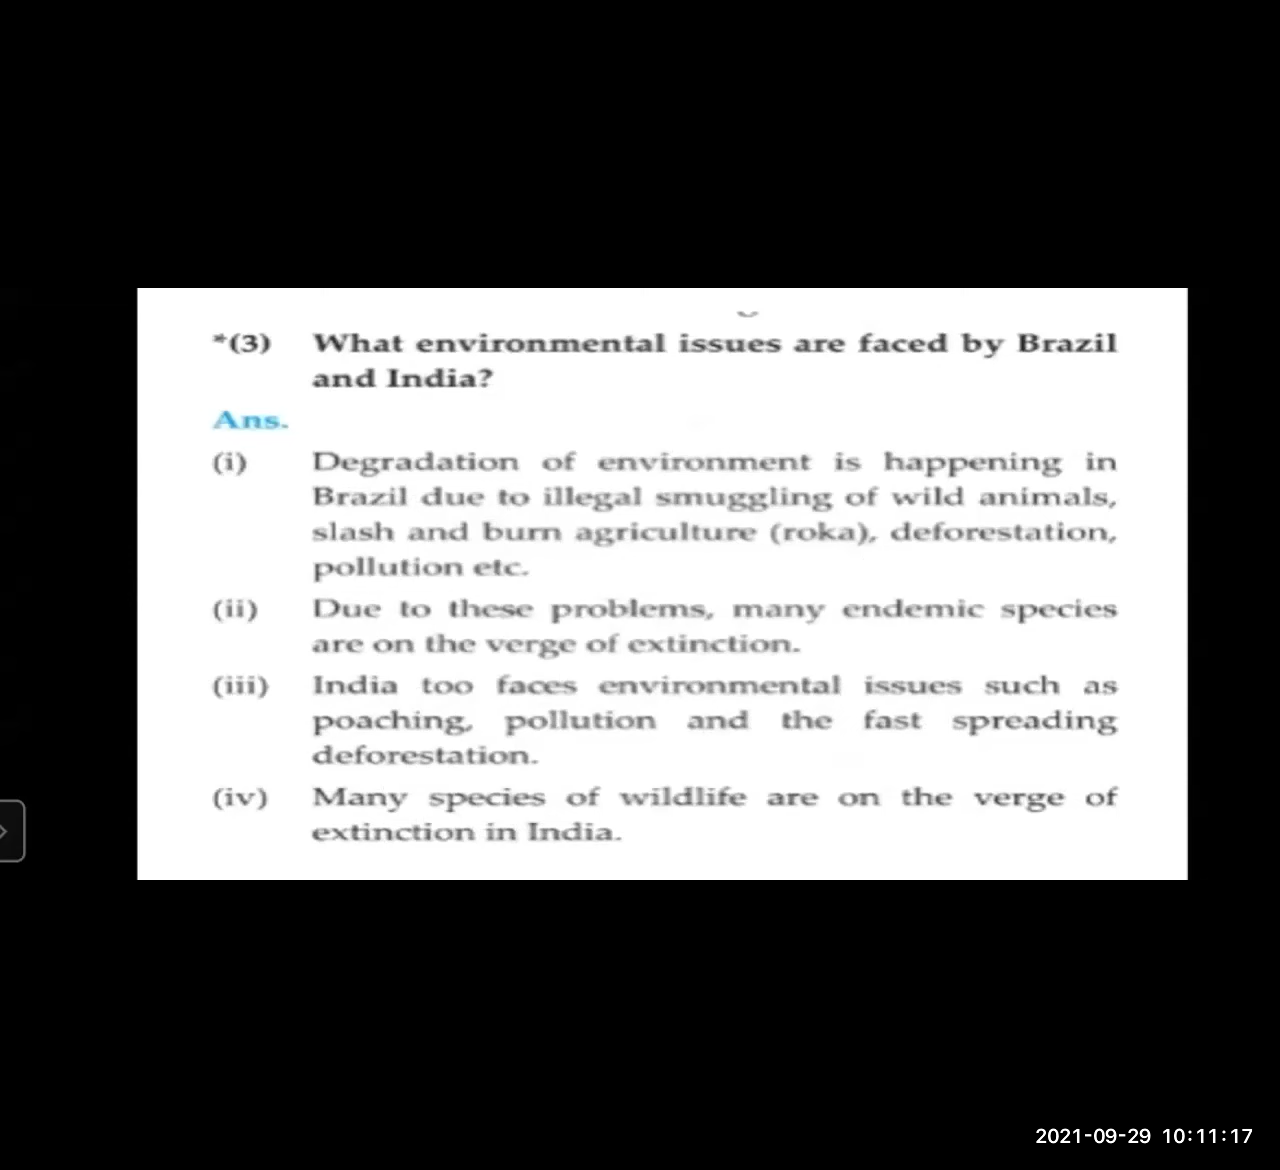 *(3) What environmental issues are faced by Brazil
and India?
Ans.
(i) Degradation of environment is happening in
Brazil due to illegal smuggling of wild animals,
slash and burn agriculture (roka), deforestation,
pollution etc.
(ii) Due to these problems, many endemic species
are on the verge of extinction.
(iii) India too faces environmental issues such as
poaching, pollution and the fast spreading
deforestation.
(iv) Many species of wildlife are on the verge of
extinction in India.
2021-09-29 10:11:17